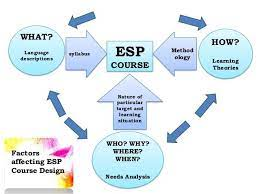 WHAT?
Language
descriptions
syllabus
ESP
COURSE
Method
ology
HOW?
Learning
Theories
Nature of
particular
target and
learning
situation
WHO? WHY?
WHERE?
WHEN?
Needs Analysis
Factors
affecting ESP
Course Design